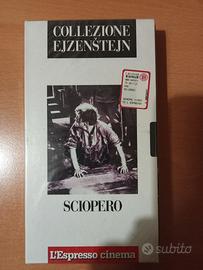 COLLEZIONE
EJZENŠTEJN
SCIOPERO
L'Espresso cinema
subito